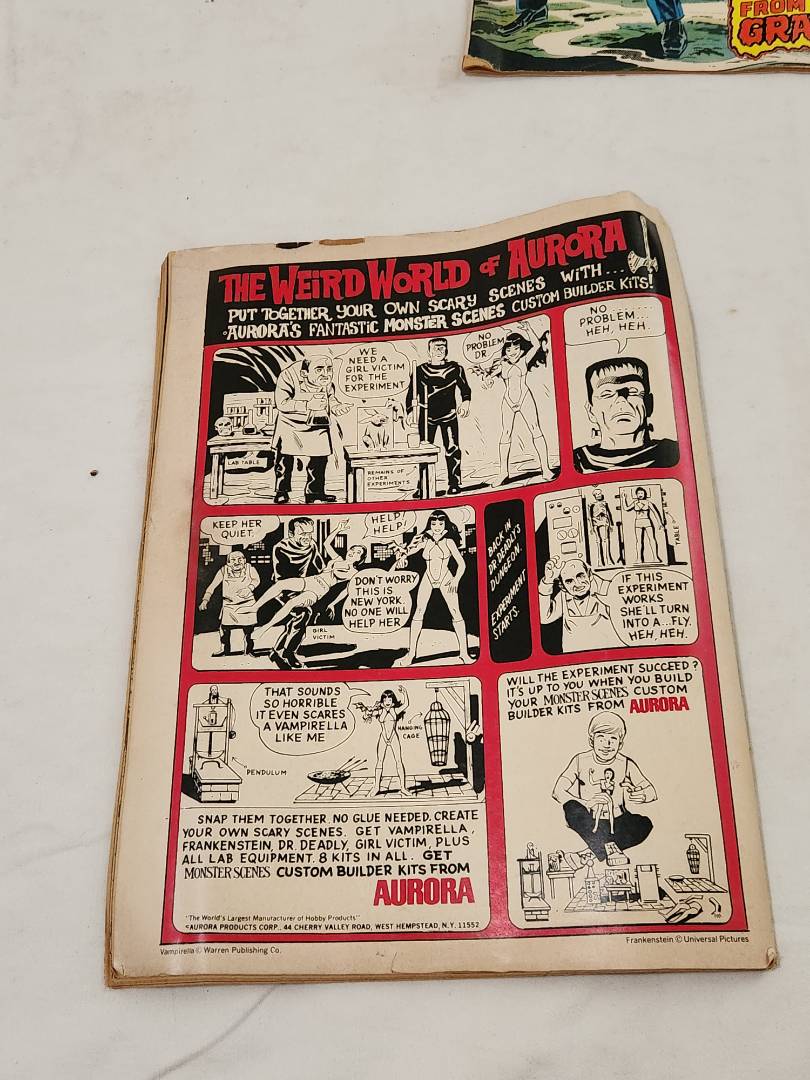 FROM
GRA
THE WEIRD WORLD OF AURORA
PUT TOGETHER YOUR OWN SCARY SCENES WITH...
AURORA'S FANTASTIC MONSTER SCENES CUSTOM BUILDER KITS!
WE
NEED A
GIRL VICTIM
FOR THE
EXPERIMENT
NO
PROBLEM
DR.
LAB TABLE
REMAINS OF
OTHER
EXPERIMENTS
NO........
PROBLEM...
HEH, HEH.
KEEP HER
QUIET.
HELP!
HELP!
DON'T WORRY
THIS IS
NEW YORK.
NO ONE WILL
HELP HER
GIRL
VICTIM
BACK IN
DR. DEADLY'S
DUNGEON.
EXPERIMENT
STARTS.
TABLE
IF THIS
EXPERIMENT
WORKS
SHE'LL TURN
INTO A...FLY.
HEH, HEH.
THAT SOUNDS
SO HORRIBLE
IT EVEN SCARES
A VAMPIRELLA
LIKE ME
HANGING
CAGE
PENDULUM
SNAP THEM TOGETHER. NO GLUE NEEDED. CREATE
YOUR OWN SCARY SCENES. GET VAMPIRELLA,
FRANKENSTEIN, DR. DEADLY, GIRL VICTIM, PLUS
ALL LAB EQUIPMENT. 8 KITS IN ALL. GET
MONSTER SCENES CUSTOM BUILDER KITS FROM
AURORA
"The World's Largest Manufacturer of Hobby Products"
©AURORA PRODUCTS CORP., 44 CHERRY VALLEY ROAD, WEST HEMPSTEAD, N.Y. 11552
WILL THE EXPERIMENT SUCCEED?
IT'S UP TO YOU WHEN YOU BUILD
YOUR MONSTER SCENES CUSTOM
BUILDER KITS FROM AURORA
Vampirella © Warren Publishing Co.
Frankenstein © Universal Pictures